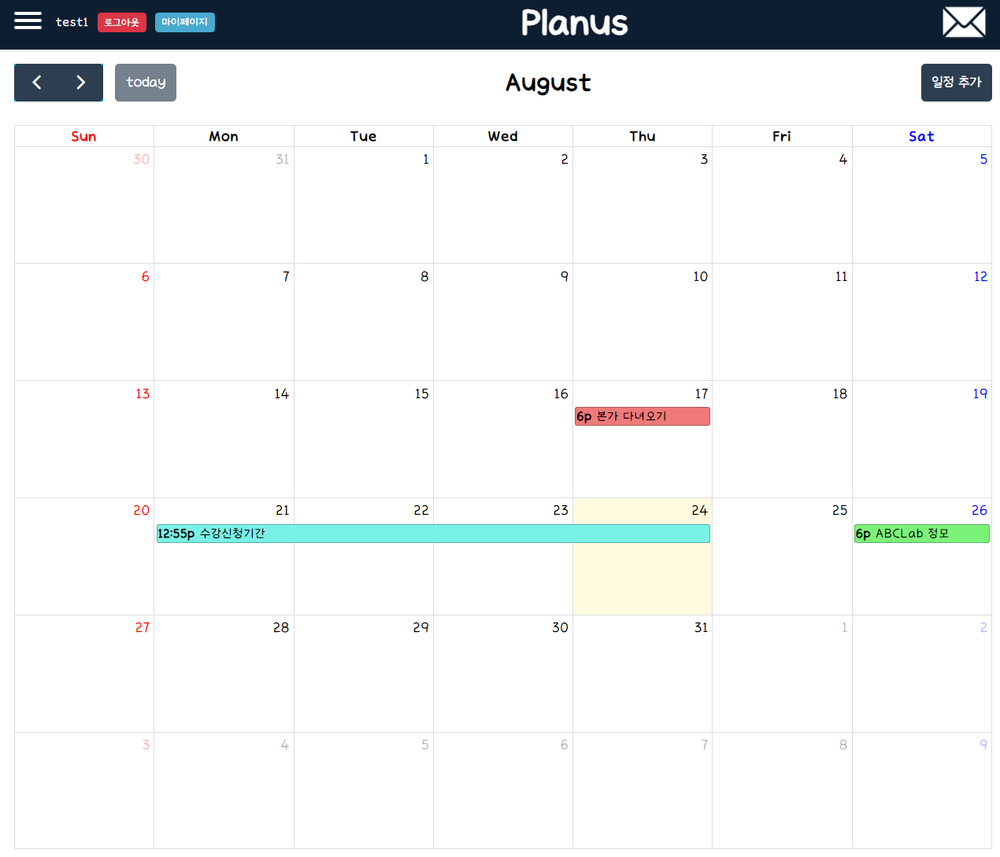 test1 로그아웃 마이페이지 Planus
today August 일정 추가
Sun Mon Tue Wed Thu Fri Sat
30 31 1 2 3 4 5
6 7 8 9 10 11 12
13 14 15 16 17 18 19
6p 본가 다녀오기
20 21 22 23 24 25 26
12:55p 수강신청기간 6p ABCLab 정모
27 28 29 30 31 1 2
3 4 5 6 7 8 9